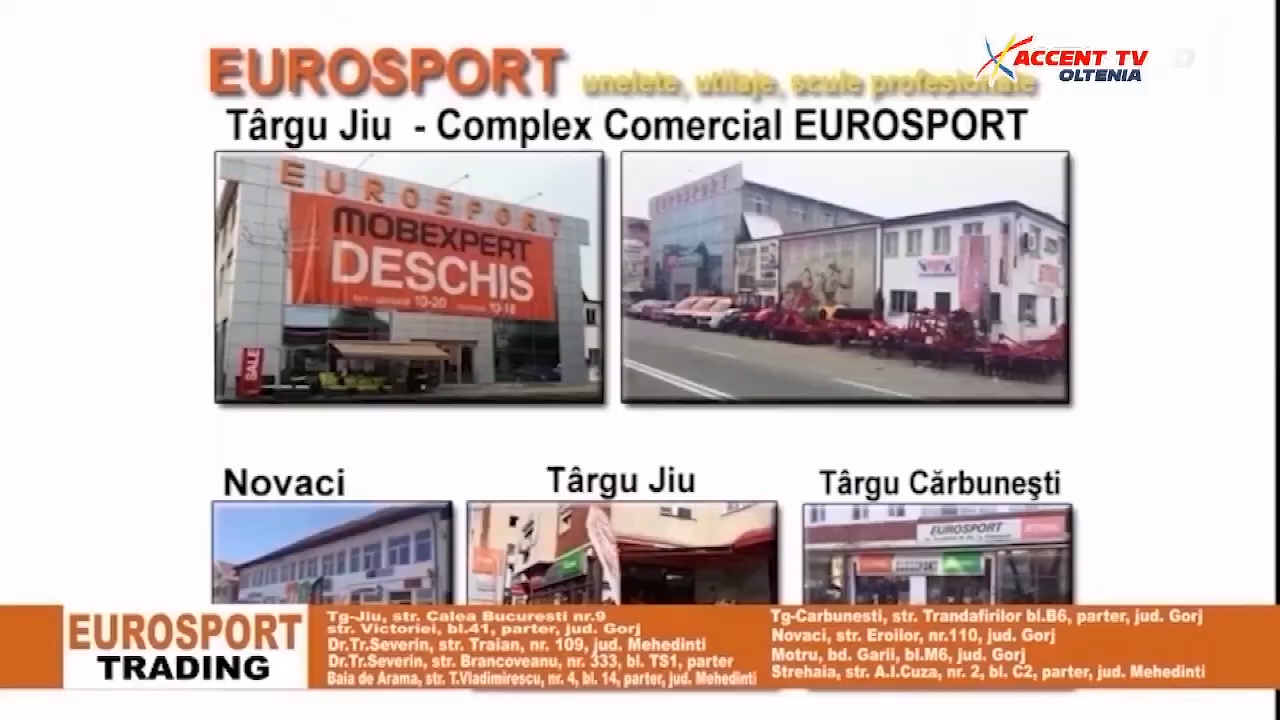 EUROSPORT unelete, utilaje, scule profesionale
ACCENT TV
OLTENIA
Târgu Jiu - Complex Comercial EUROSPORT
EUROSPORT
MOBEXPERT
DESCHIS
10-20
10-18
SALE
EUROSPORT
Novaci
Târgu Jiu
Târgu Cărbuneşti
EUROSPORT
EUROSPORT
TRADING
Tg-Jiu, str. Calea Bucuresti nr.9
str. Victoriei, bl.41, parter, jud. Gorj
Dr.Tr.Severin, str. Traian, nr. 109, jud. Mehedinti
Dr.Tr.Severin, str. Brancoveanu, nr. 333, bl. TS1, parter
Baia de Arama, str. T.Vladimirescu, nr. 4, bl. 14, parter, jud. Mehedinti
Tg-Carbunesti, str. Trandafirilor bl.B6, parter, jud. Gorj
Novaci, str. Eroilor, nr.110, jud. Gorj
Motru, bd. Garii, bl.M6, jud. Gorj
Strehaia, str. A.I.Cuza, nr. 2, bl. C2, parter, jud. Mehedinti